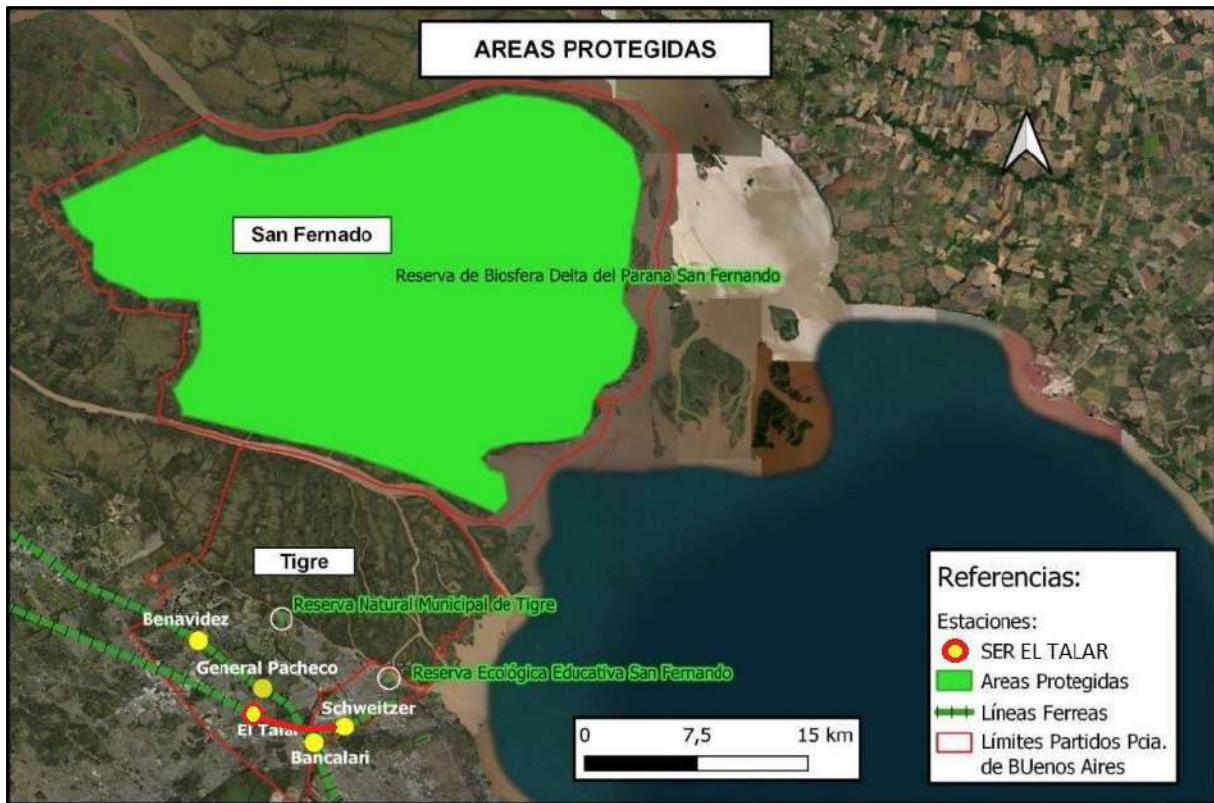 AREAS PROTEGIDAS
San Fernado
Reserva de Biosfera Delta del Parana San Fernando
Tigre
Reserva Natural Municipal de Tigre
Benavidez
General Pacheco
Reserva Ecológica Educativa San Fernando
Schweitzer
El Talar
Bancalari
0 7,5 15 km
Referencias:
Estaciones:
SER EL TALAR
Areas Protegidas
Líneas Ferreas
Límites Partidos Pcia.
de BUenos Aires